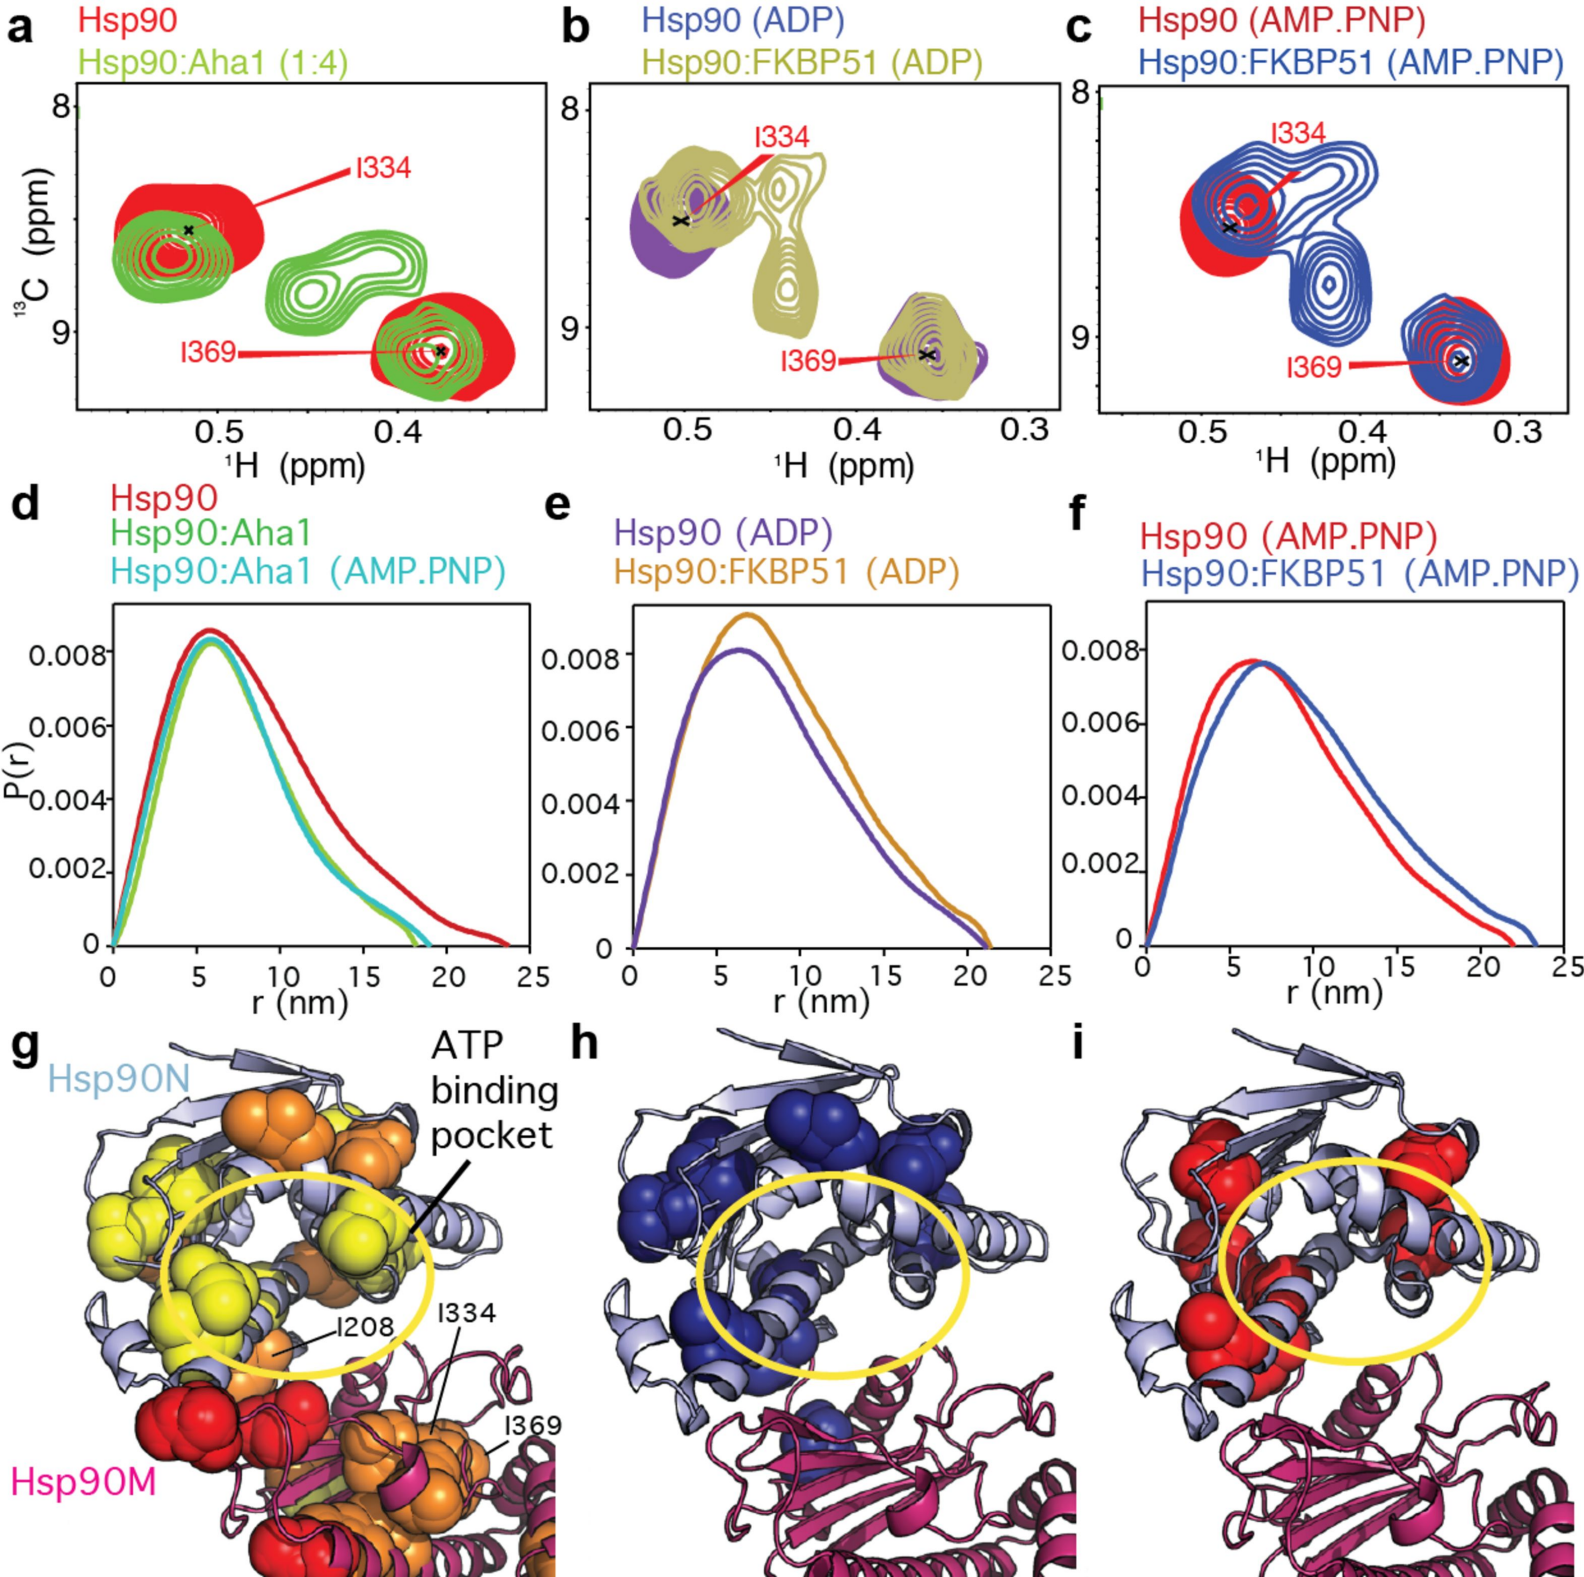 a
Hsp90
Hsp90:Aha1 (1:4)
8
9
¹³C (ppm)
I334
I369
0.5
0.4
¹H (ppm)
b
Hsp90 (ADP)
Hsp90:FKBP51 (ADP)
8
9
I334
I369
0.5
0.4
0.3
¹H (ppm)
c
Hsp90 (AMP.PNP)
Hsp90:FKBP51 (AMP.PNP)
8
9
I334
I369
0.5
0.4
0.3
¹H (ppm)
d
Hsp90
Hsp90:Aha1
Hsp90:Aha1 (AMP.PNP)
P(r)
0.008
0.006
0.004
0.002
0
0
5
10
15
20
25
r (nm)
e
Hsp90 (ADP)
Hsp90:FKBP51 (ADP)
0.008
0.006
0.004
0.002
0
0
5
10
15
20
25
r (nm)
f
Hsp90 (AMP.PNP)
Hsp90:FKBP51 (AMP.PNP)
0.008
0.006
0.004
0.002
0
0
5
10
15
20
25
r (nm)
g
Hsp90N
ATP
binding
pocket
I208
I334
I369
Hsp90M
h
i